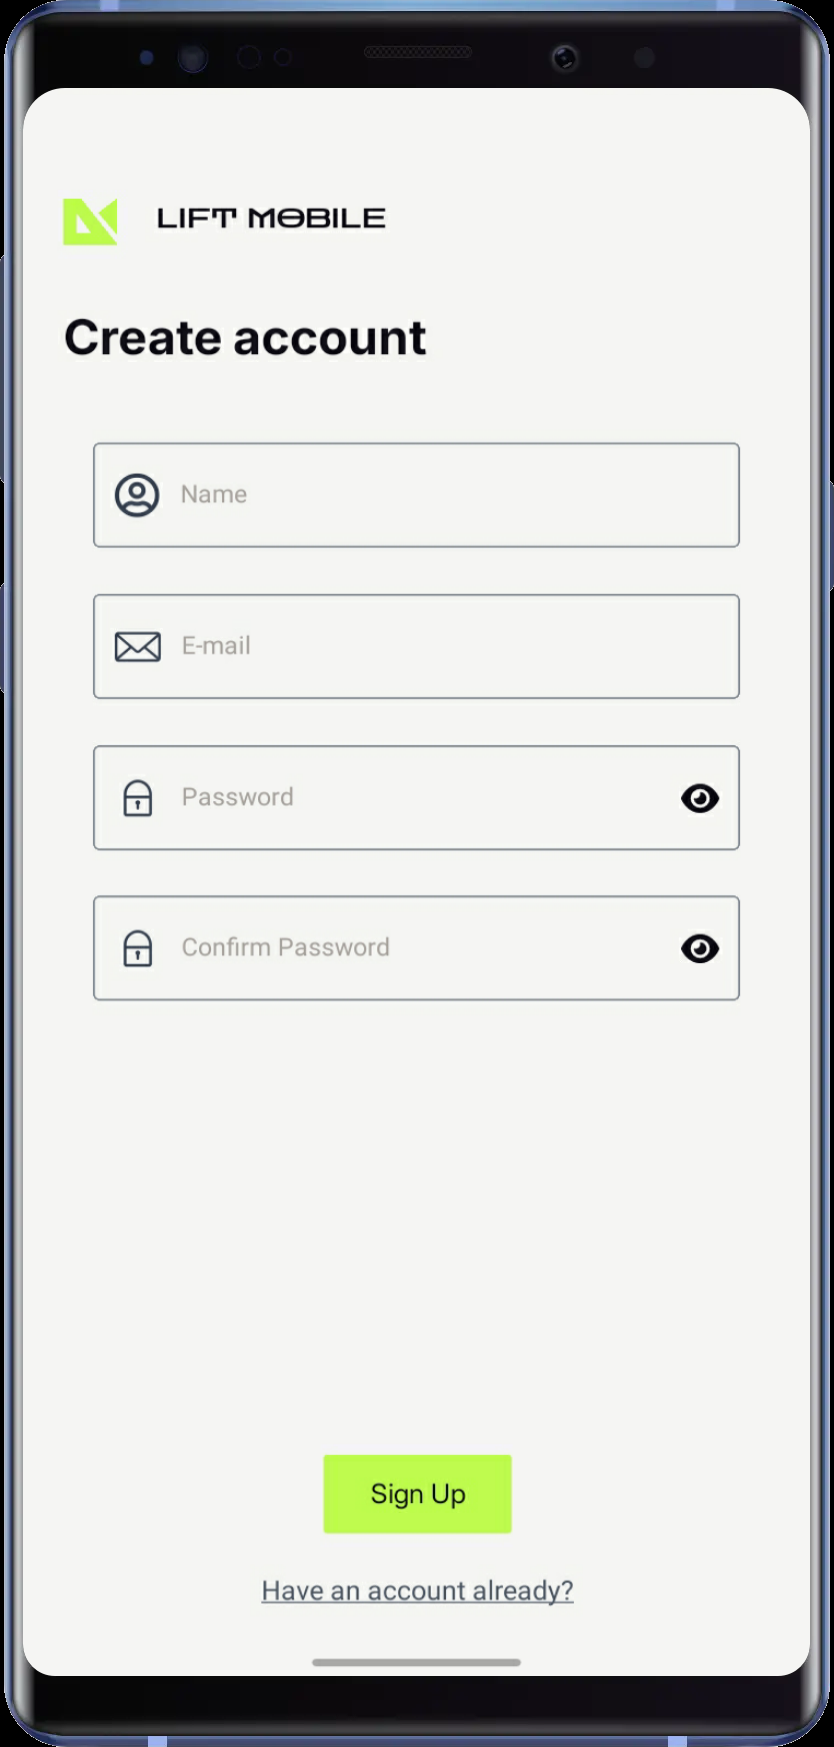 LIFT MOBILE
Create account
Name
E-mail
Password
Confirm Password
Sign Up
Have an account already?